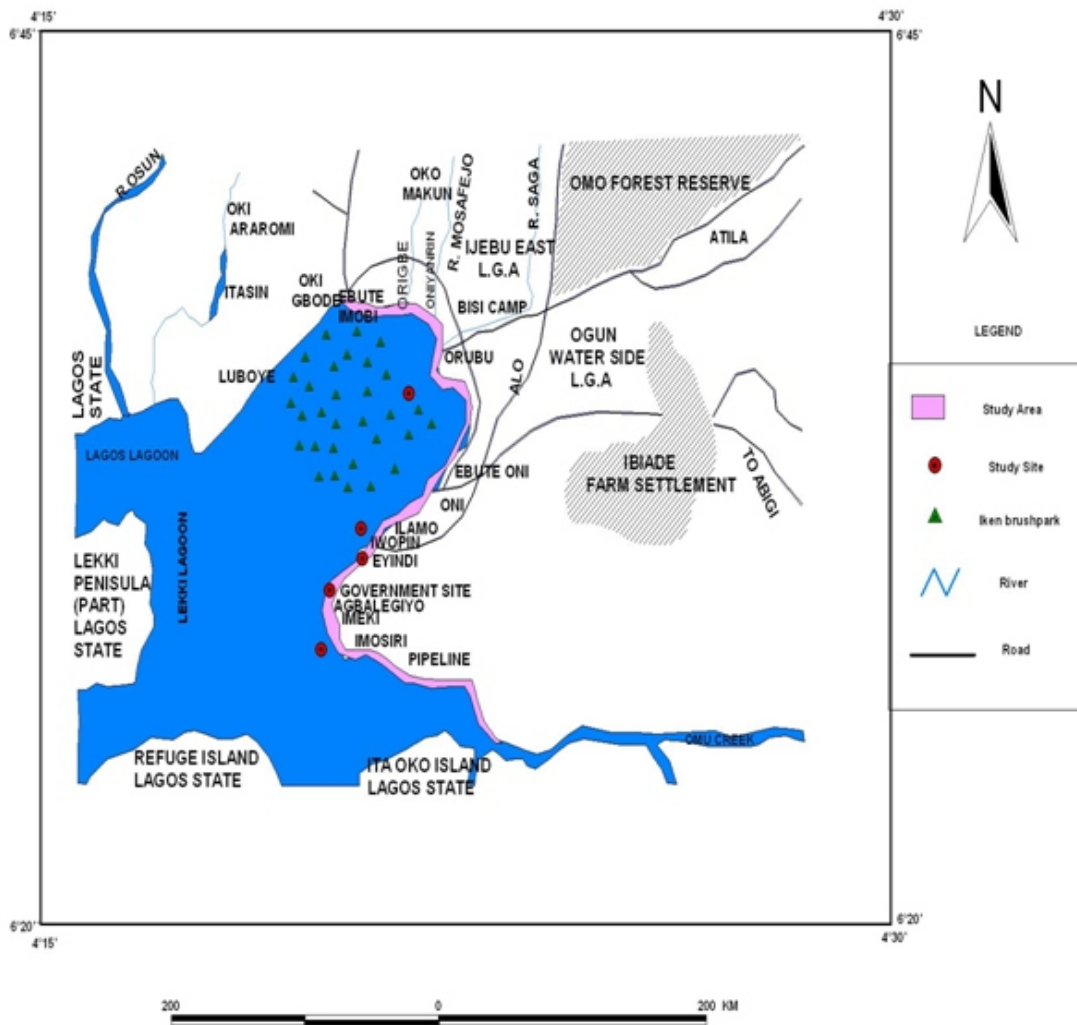 4°15'
4°30'
6°45'
6°45'
N
R OSUN
OKO
MAKUN
R. MOSAFEJO
R. SAGA
OMO FOREST RESERVE
OKI
ARAROMI
ATILA
ORIGBE
ONIYANRIN
IJEBU EAST
L.G.A
ITASIN
OKI
GBODE
EBUTE
IMOBI
BISI CAMP
LEGEND
OGUN
WATER SIDE
L.G.A
ORUBU
ALO
LUBOYE
LAGOS
STATE
Study Area
LAGOS LAGOON
EBUTE ONI
IBIADE
FARM SETTLEMENT
TO ABIGI
Study Site
ONI
Iken brushpark
ILAMO
IWOPIN
EYINDI
LEKKI
PENISULA
(PART)
LAGOS
STATE
LEKKI LAGOON
GOVERNMENT SITE
AGBALEGIYO
IMEKI
IMOSIRI
PIPELINE
River
Road
OMU CREEK
REFUGE ISLAND
LAGOS STATE
ITA OKO ISLAND
LAGOS STATE
6°20'
6°20'
4°15'
4°30'
200
0
200 KM